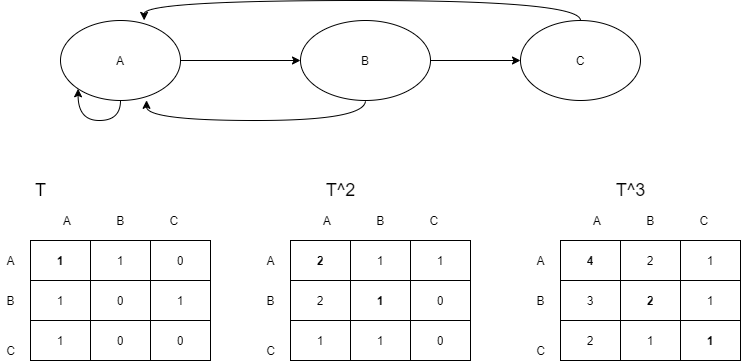 A B C
T T^2 T^3
A B C A B C A B C
A 1 1 0 A 2 1 1 A 4 2 1
B 1 0 1 B 2 1 0 B 3 2 1
C 1 0 0 C 1 1 0 C 2 1 1